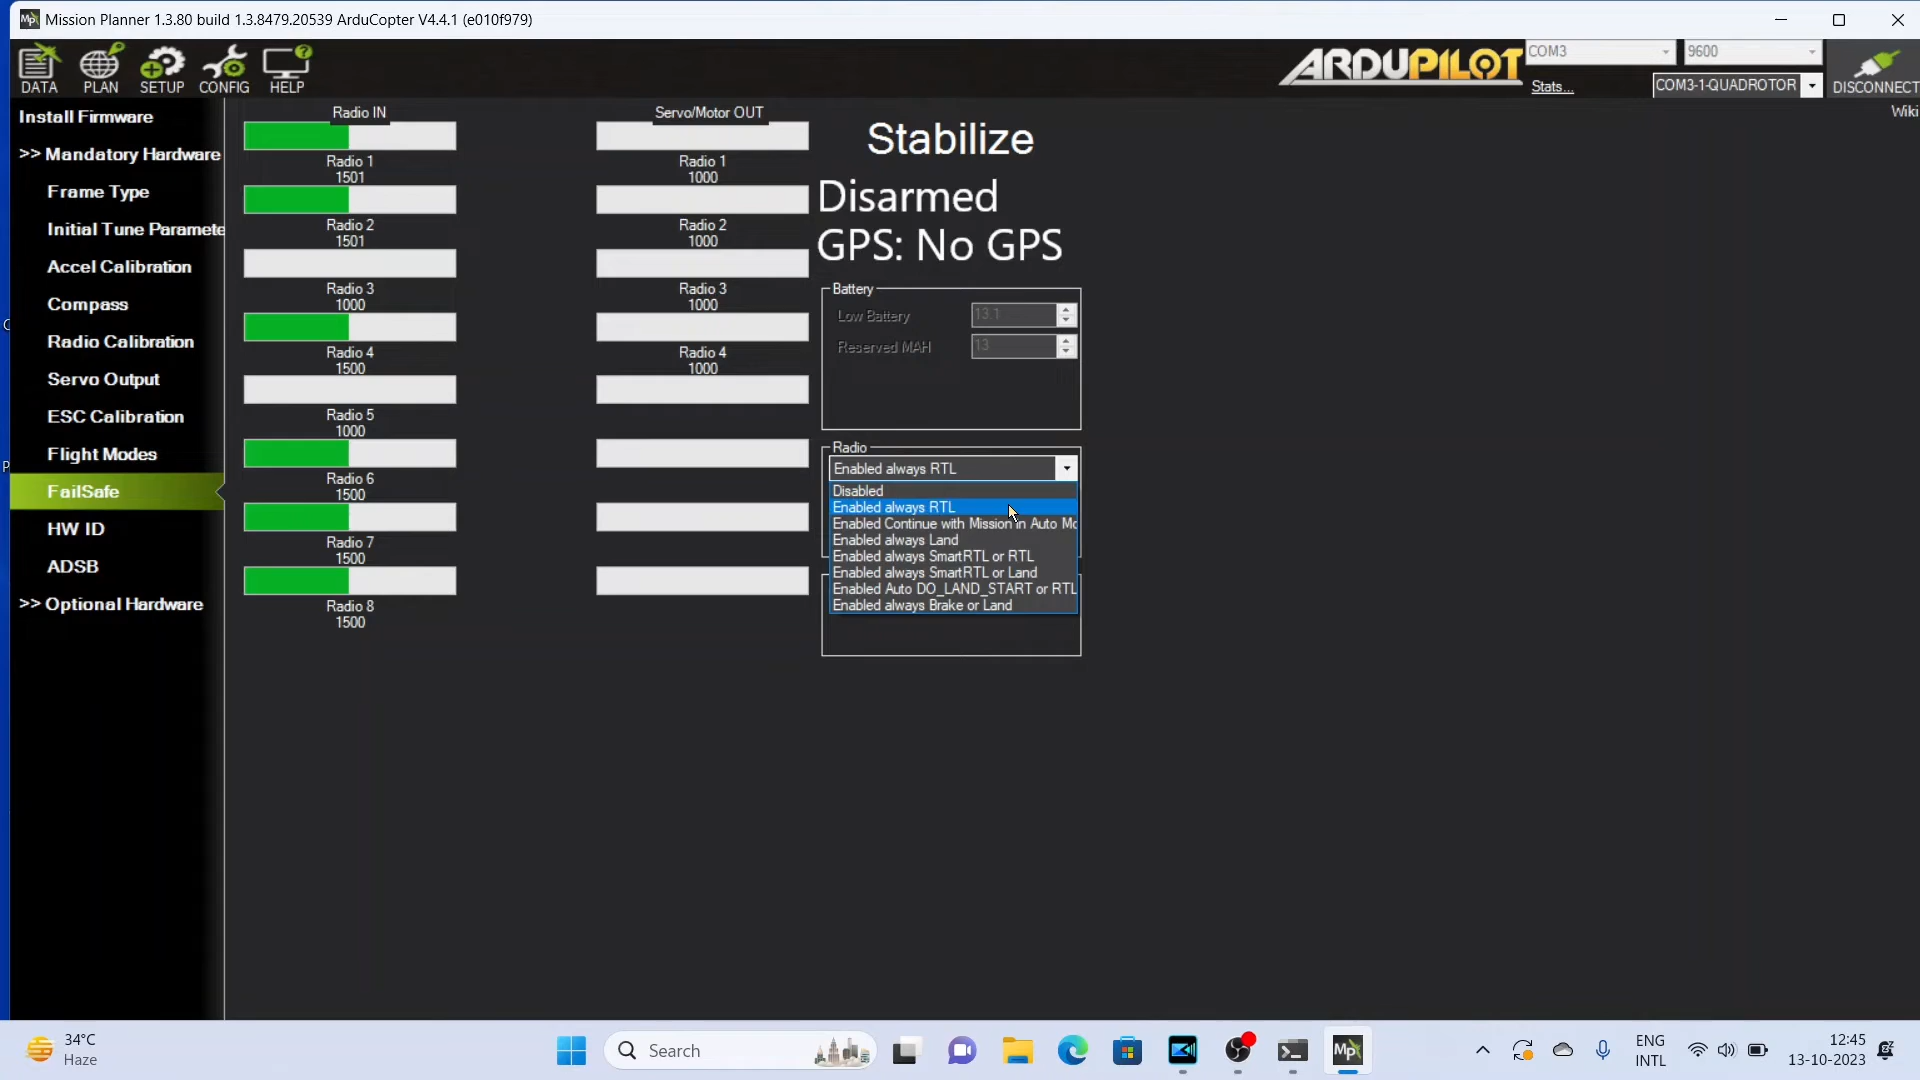 Mission Planner 1.3.80 build 1.3.8479.20539 ArduCopter V4.4.1 (e010f979)
DATA
PLAN
SETUP
CONFIG
HELP
ARDUPILOT
COM3
9600
Stats...
COM3-1-QUADROTOR
DISCONNECT
Wiki
Install Firmware
>> Mandatory Hardware
Frame Type
Initial Tune Paramete
Accel Calibration
Compass
Radio Calibration
Servo Output
ESC Calibration
Flight Modes
FailSafe
HW ID
ADSB
>> Optional Hardware
Radio IN
Radio 1
1501
Radio 2
1501
Radio 3
1000
Radio 4
1500
Radio 5
1000
Radio 6
1500
Radio 7
1500
Radio 8
1500
Servo/Motor OUT
Radio 1
1000
Radio 2
1000
Radio 3
1000
Radio 4
1000
Stabilize
Disarmed
GPS: No GPS
Battery
Low Battery
13.1
Reserved MAH
13
Radio
Enabled always RTL
Disabled
Enabled always RTL
Enabled Continue with Mission in Auto Mo
Enabled always Land
Enabled always SmartRTL or RTL
Enabled always SmartRTL or Land
Enabled Auto DO_LAND_START or RTL
Enabled always Brake or Land
34°C
Haze
Search
ENG
INTL
12:45
13-10-2023